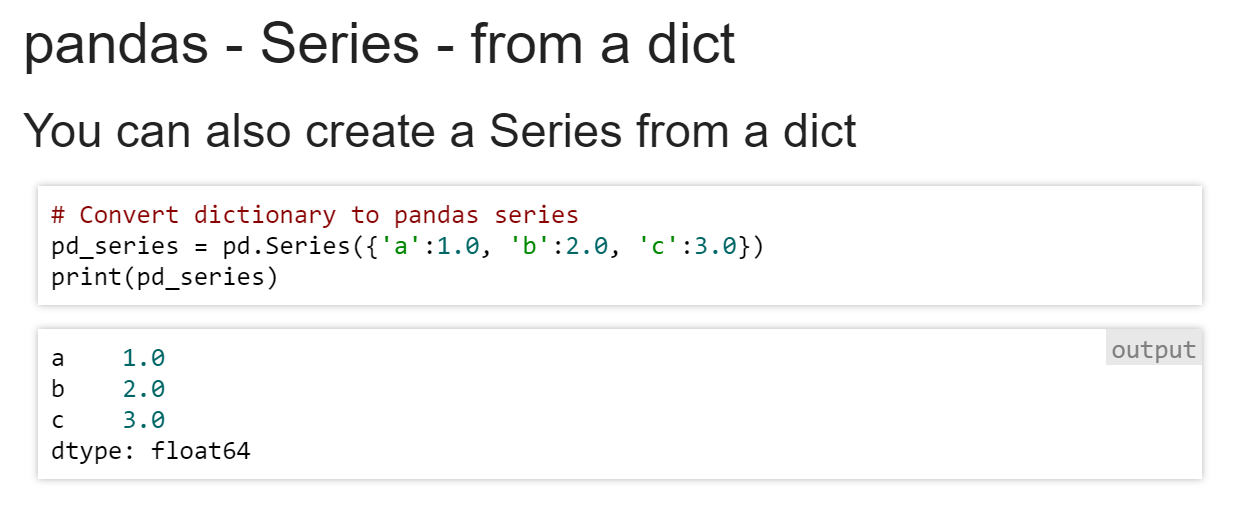 pandas - Series - from a dict
You can also create a Series from a dict
# Convert dictionary to pandas series
pd_series = pd.Series({'a':1.0, 'b':2.0, 'c':3.0})
print(pd_series)
output
a    1.0
b    2.0
c    3.0
dtype: float64